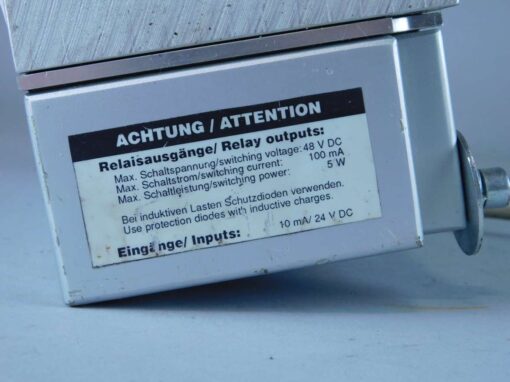 ACHTUNG / ATTENTION
Relaisausgänge/ Relay outputs:
Max. Schaltspannung/switching voltage: 48 V DC
Max. Schaltstrom/switching current: 100 mA
Max. Schaltleistung/switching power: 5 W
Bei induktiven Lasten Schutzdioden verwenden.
Use protection diodes with inductive charges.
Eingänge/ Inputs: 10 mA/ 24 V DC